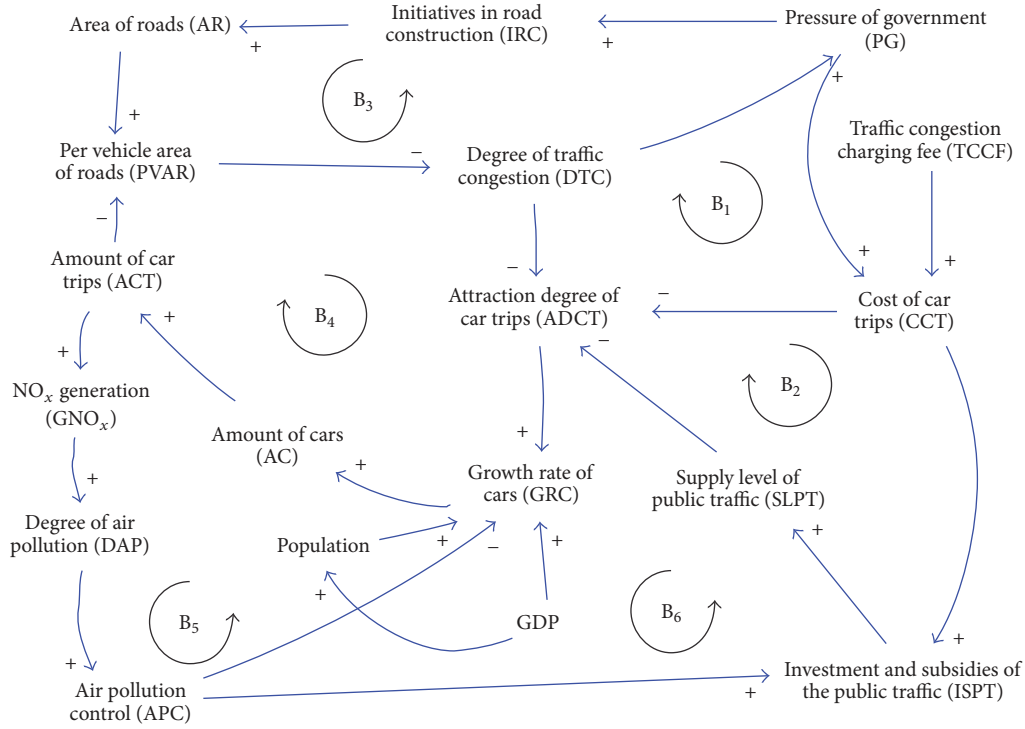 Area of roads (AR)
Initiatives in road
construction (IRC)
Pressure of government
(PG)
+
+
+
B3
+
Traffic congestion
charging fee (TCCF)
Per vehicle area
of roads (PVAR)
−
Degree of traffic
congestion (DTC)
B1
−
+
+
Amount of car
trips (ACT)
−
Attraction degree of
car trips (ADCT)
−
Cost of car
trips (CCT)
B4
+
−
+
B2
NOx generation
(GNOx)
+
Amount of cars
(AC)
+
Growth rate of
cars (GRC)
Supply level of
public traffic (SLPT)
+
Degree of air
pollution (DAP)
Population
+
−
+
+
+
B5
GDP
B6
+
+
Air pollution
control (APC)
+
Investment and subsidies of
the public traffic (ISPT)